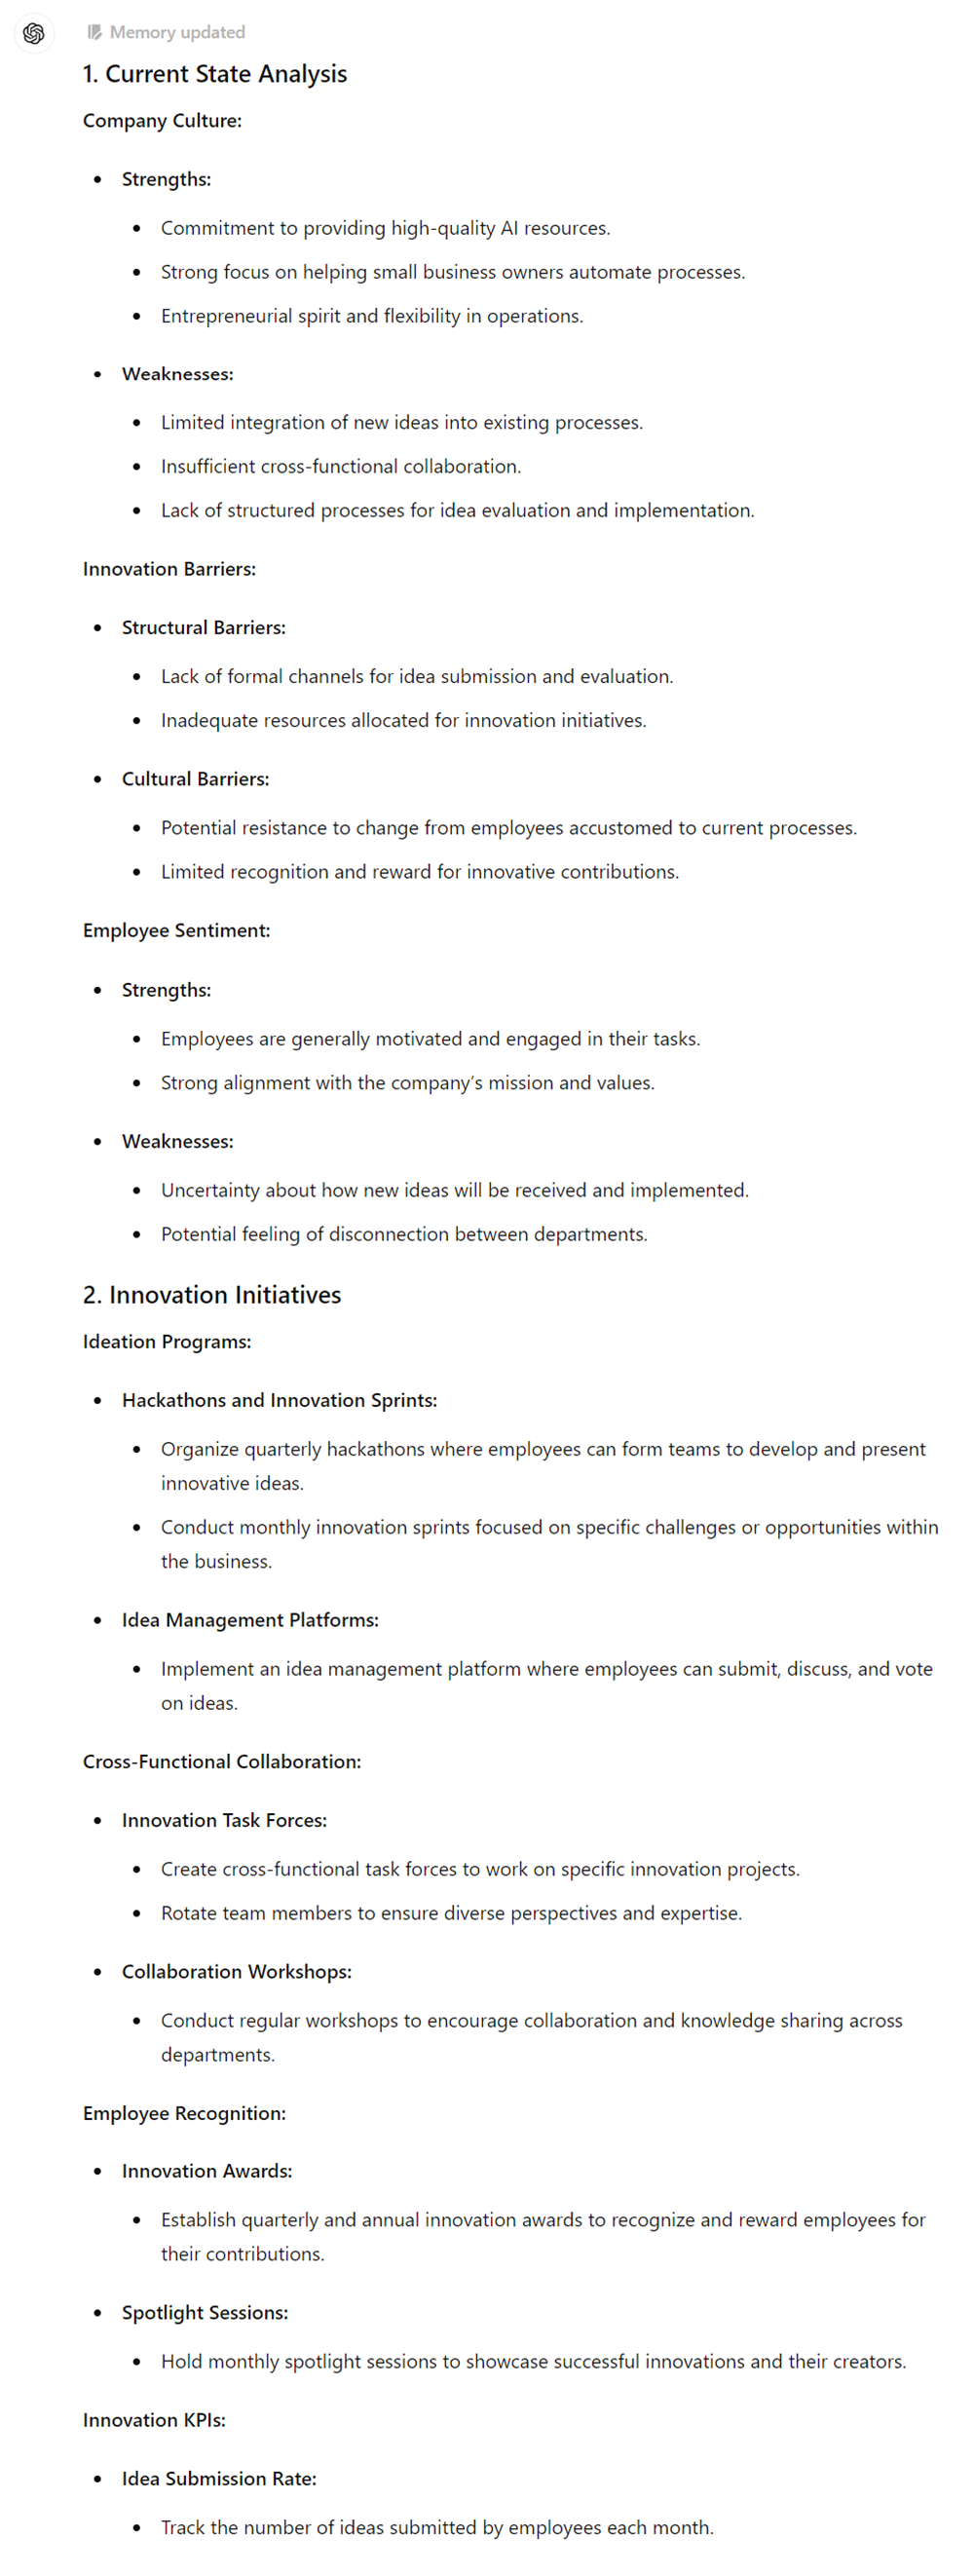 Memory updated
1. Current State Analysis
Company Culture:
Strengths:
Commitment to providing high-quality AI resources.
Strong focus on helping small business owners automate processes.
Entrepreneurial spirit and flexibility in operations.
Weaknesses:
Limited integration of new ideas into existing processes.
Insufficient cross-functional collaboration.
Lack of structured processes for idea evaluation and implementation.
Innovation Barriers:
Structural Barriers:
Lack of formal channels for idea submission and evaluation.
Inadequate resources allocated for innovation initiatives.
Cultural Barriers:
Potential resistance to change from employees accustomed to current processes.
Limited recognition and reward for innovative contributions.
Employee Sentiment:
Strengths:
Employees are generally motivated and engaged in their tasks.
Strong alignment with the company’s mission and values.
Weaknesses:
Uncertainty about how new ideas will be received and implemented.
Potential feeling of disconnection between departments.
2. Innovation Initiatives
Ideation Programs:
Hackathons and Innovation Sprints:
Organize quarterly hackathons where employees can form teams to develop and present
innovative ideas.
Conduct monthly innovation sprints focused on specific challenges or opportunities within
the business.
Idea Management Platforms:
Implement an idea management platform where employees can submit, discuss, and vote
on ideas.
Cross-Functional Collaboration:
Innovation Task Forces:
Create cross-functional task forces to work on specific innovation projects.
Rotate team members to ensure diverse perspectives and expertise.
Collaboration Workshops:
Conduct regular workshops to encourage collaboration and knowledge sharing across
departments.
Employee Recognition:
Innovation Awards:
Establish quarterly and annual innovation awards to recognize and reward employees for
their contributions.
Spotlight Sessions:
Hold monthly spotlight sessions to showcase successful innovations and their creators.
Innovation KPIs:
Idea Submission Rate:
Track the number of ideas submitted by employees each month.